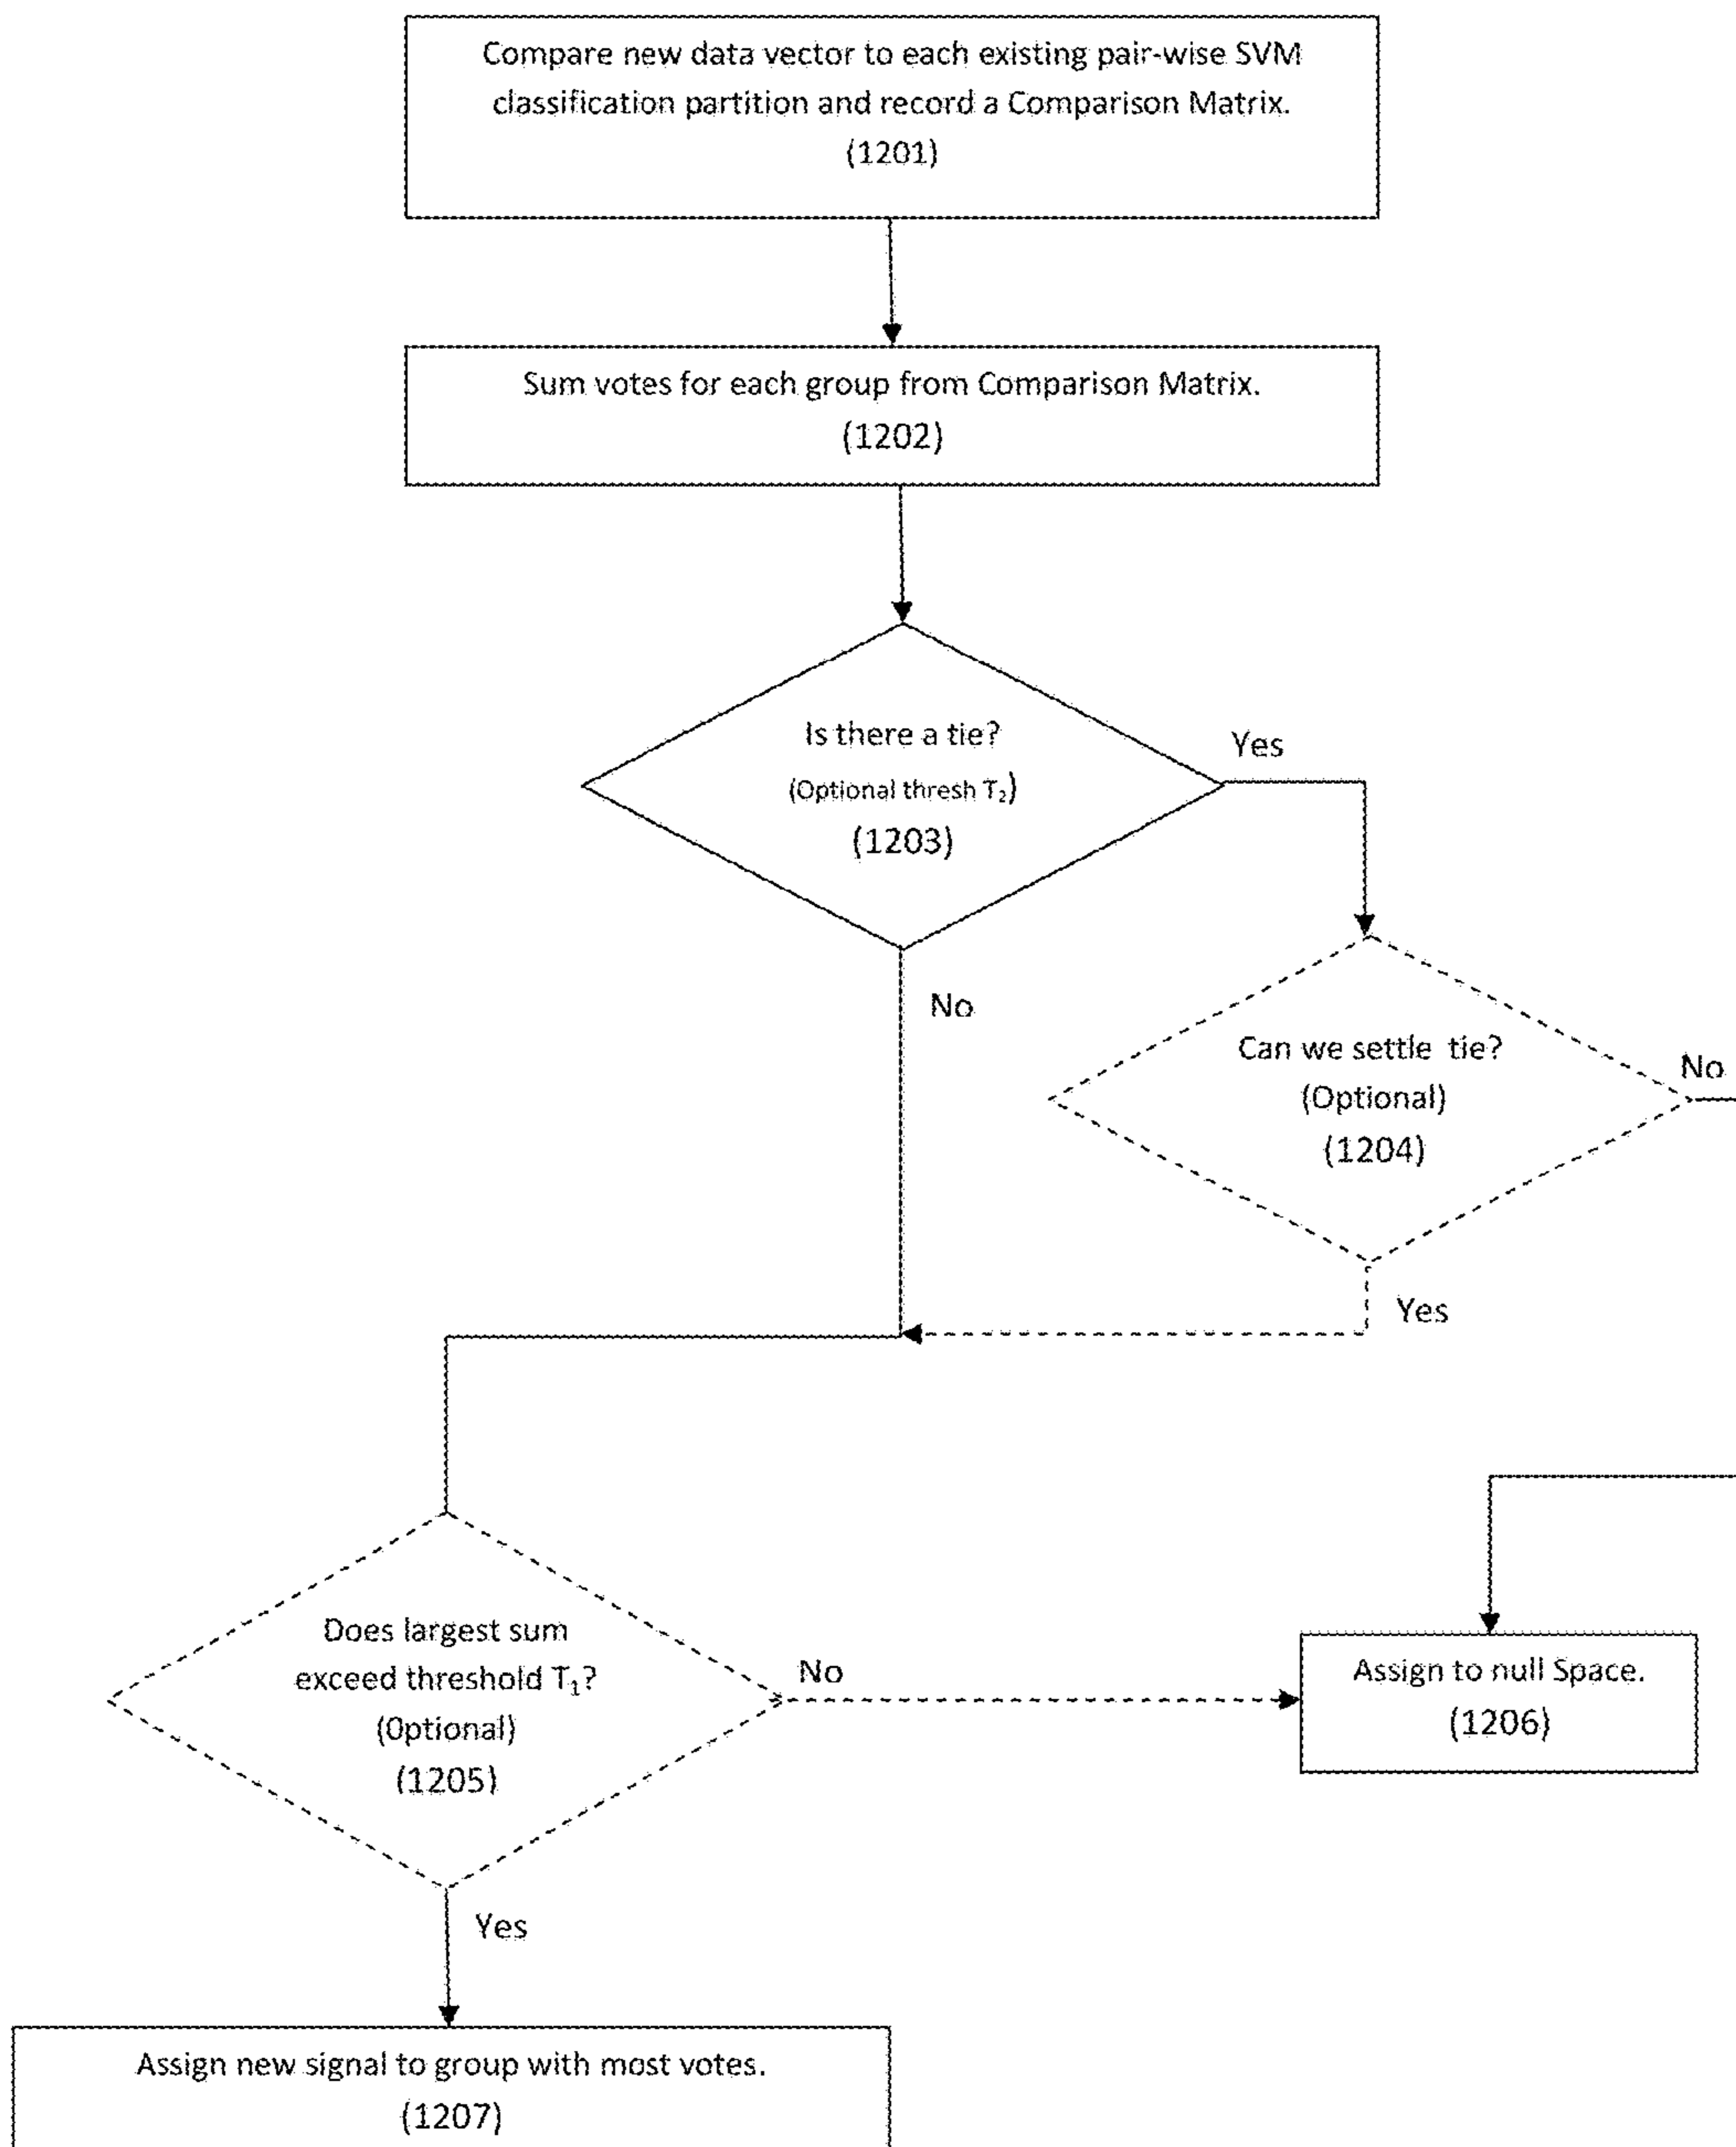 Compare new data vector to each existing pair-wise SVM
classification partition and record a Comparison Matrix.
(1201)
Sum votes for each group from Comparison Matrix.
(1202)
Is there a tie?
(Optional thresh T₂)
(1203)
Yes
No
Can we settle tie?
(Optional)
(1204)
No
Yes
Does largest sum
exceed threshold T₁?
(Optional)
(1205)
No
Yes
Assign to null Space.
(1206)
Assign new signal to group with most votes.
(1207)